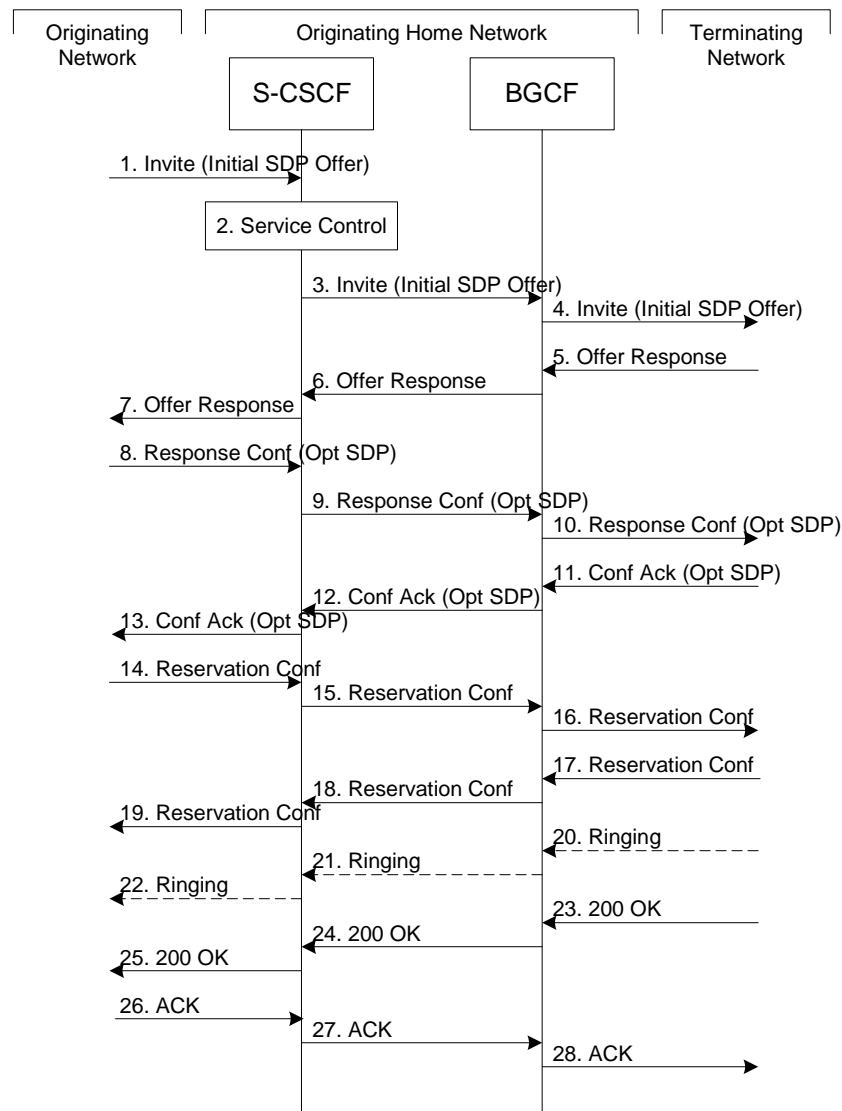 Originating
Network
Originating Home Network
Terminating
Network
S-CSCF
BGCF
1. Invite (Initial SDP Offer)
2. Service Control
3. Invite (Initial SDP Offer)
4. Invite (Initial SDP Offer)
5. Offer Response
6. Offer Response
7. Offer Response
8. Response Conf (Opt SDP)
9. Response Conf (Opt SDP)
10. Response Conf (Opt SDP)
11. Conf Ack (Opt SDP)
12. Conf Ack (Opt SDP)
13. Conf Ack (Opt SDP)
14. Reservation Conf
15. Reservation Conf
16. Reservation Conf
17. Reservation Conf
18. Reservation Conf
19. Reservation Conf
20. Ringing
21. Ringing
22. Ringing
23. 200 OK
24. 200 OK
25. 200 OK
26. ACK
27. ACK
28. ACK